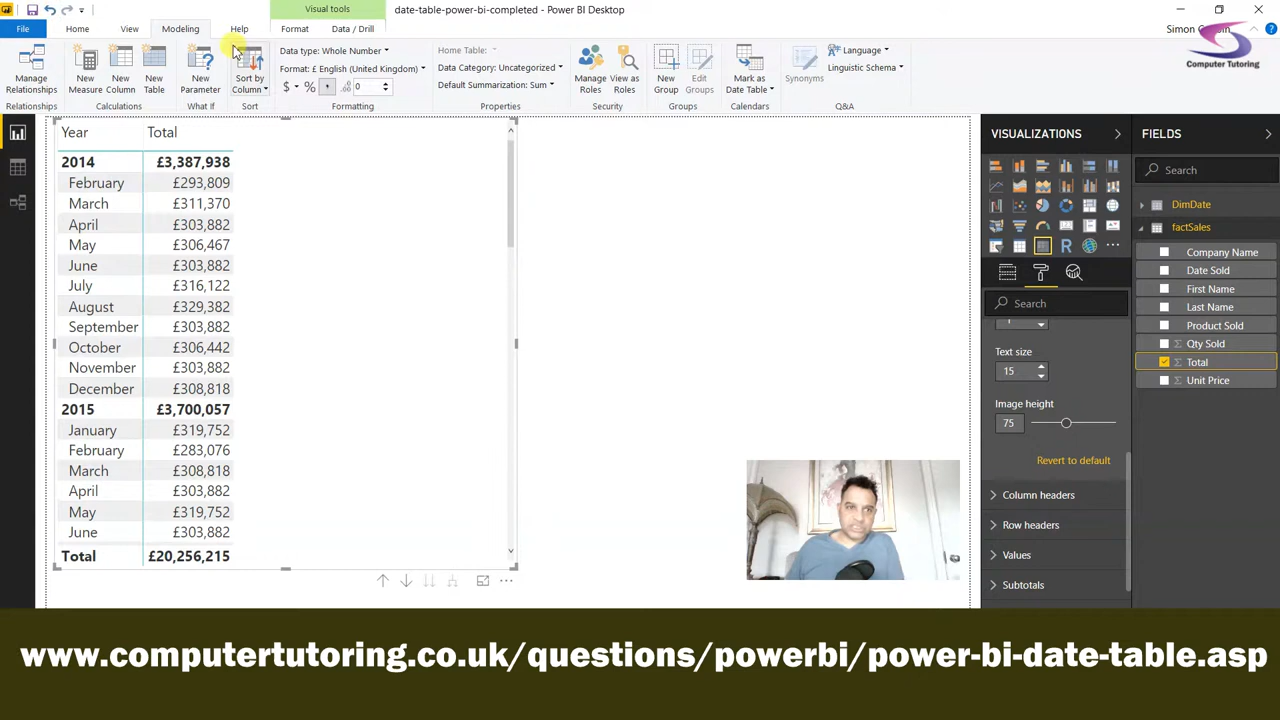 date-table-power-bi-completed - Power BI Desktop
Visual tools
File
Home
View
Modeling
Help
Format
Data / Drill
Computer Tutoring
Manage Relationships
New Measure
New Column
New Table
New Parameter
Sort by Column
Data type: Whole Number
Format: £ English (United Kingdom)
$ % , 0
Home Table:
Data Category: Uncategorized
Default Summarization: Sum
Manage Roles
View as Roles
New Group
Edit Groups
Mark as Date Table
Synonyms
Language
Linguistic Schema
Relationships
Calculations
What If
Sort
Formatting
Properties
Security
Groups
Calendars
Q&A
Year Total
2014 £3,387,938
February £293,809
March £311,370
April £303,882
May £306,467
June £303,882
July £316,122
August £329,382
September £303,882
October £306,442
November £303,882
December £308,818
2015 £3,700,057
January £319,752
February £283,076
March £308,818
April £303,882
May £319,752
June £303,882
Total £20,256,215
VISUALIZATIONS
R
Search
Text size
15
Image height
75
Revert to default
Column headers
Row headers
Values
Subtotals
FIELDS
Search
DimDate
factSales
Company Name
Date Sold
First Name
Last Name
Product Sold
Σ Qty Sold
Σ Total
Σ Unit Price
www.computertutoring.co.uk/questions/powerbi/power-bi-date-table.asp